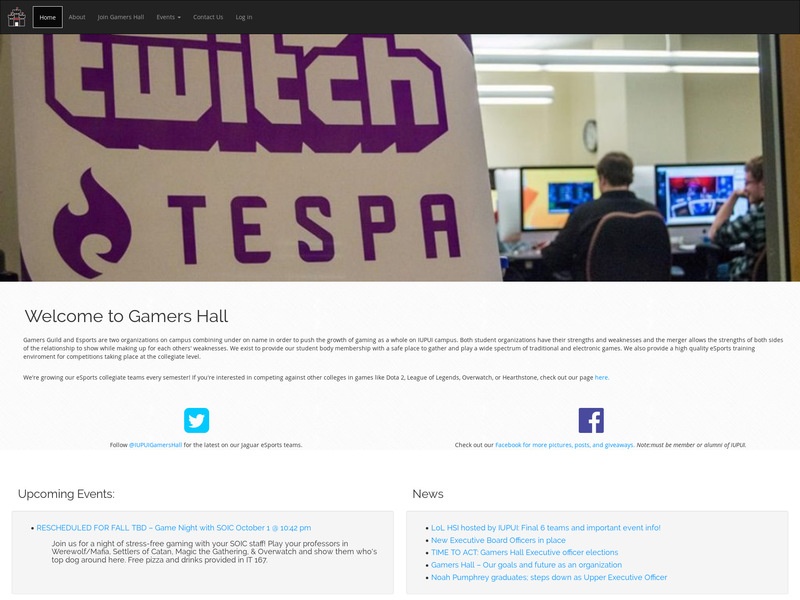 Home
About
Join Gamers Hall
Events
Contact Us
Log in
twitch
TESPA
Welcome to Gamers Hall
Gamers Guild and Esports are two organizations on campus combining under on name in order to push the growth of gaming as a whole on IUPUI campus. Both student organizations have their strengths and weaknesses and the merger allows the strengths of both sides
of the relationship to show while making up for each others' weaknesses. We exist to provide our student body membership with a safe place to gather and play a wide spectrum of traditional and electronic games. We also provide a high quality eSports training
enviroment for competitions taking place at the collegiate level.
We're growing our eSports collegiate teams every semester! If you're interested in competing against other colleges in games like Dota 2, League of Legends, Overwatch, or Hearthstone, check out our page here.
Follow @IUPUIGamersHall for the latest on our Jaguar eSports teams.
Check out our Facebook for more pictures, posts, and giveaways. Note:must be member or alumni of IUPUI.
Upcoming Events:
RESCHEDULED FOR FALL TBD – Game Night with SOIC October 1 @ 10:42 pm
Join us for a night of stress-free gaming with your SOIC staff! Play your professors in
Werewolf/Mafia, Settlers of Catan, Magic the Gathering, & Overwatch and show them who's
top dog around here. Free pizza and drinks provided in IT 167.
News
LoL HSI hosted by IUPUI: Final 6 teams and important event info!
New Executive Board Officers in place
TIME TO ACT: Gamers Hall Executive officer elections
Gamers Hall – Our goals and future as an organization
Noah Pumphrey graduates; steps down as Upper Executive Officer